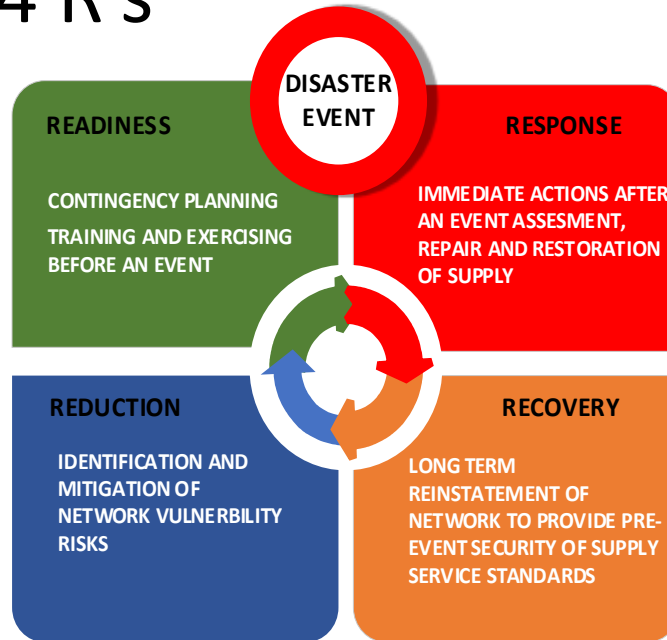 4 R's
DISASTER
EVENT
READINESS
CONTINGENCY PLANNING
TRAINING AND EXERCISING
BEFORE AN EVENT
RESPONSE
IMMEDIATE ACTIONS AFTER
AN EVENT ASSESMENT,
REPAIR AND RESTORATION
OF SUPPLY
REDUCTION
IDENTIFICATION AND
MITIGATION OF
NETWORK VULNERBILITY
RISKS
RECOVERY
LONG TERM
REINSTATEMENT OF
NETWORK TO PROVIDE PRE-
EVENT SECURITY OF SUPPLY
SERVICE STANDARDS